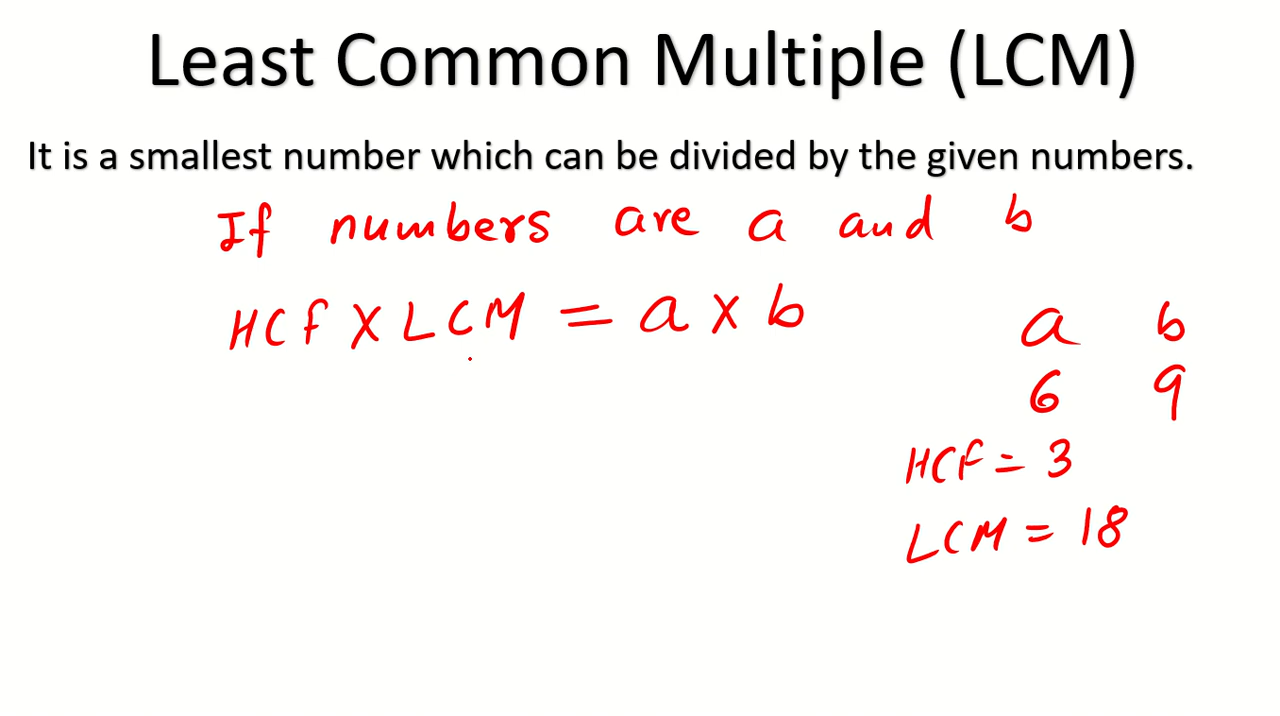 Least Common Multiple (LCM)
It is a smallest number which can be divided by the given numbers.
If numbers are a and b
HCF X LCM = a x b
a b
6 9
HCF = 3
LCM = 18